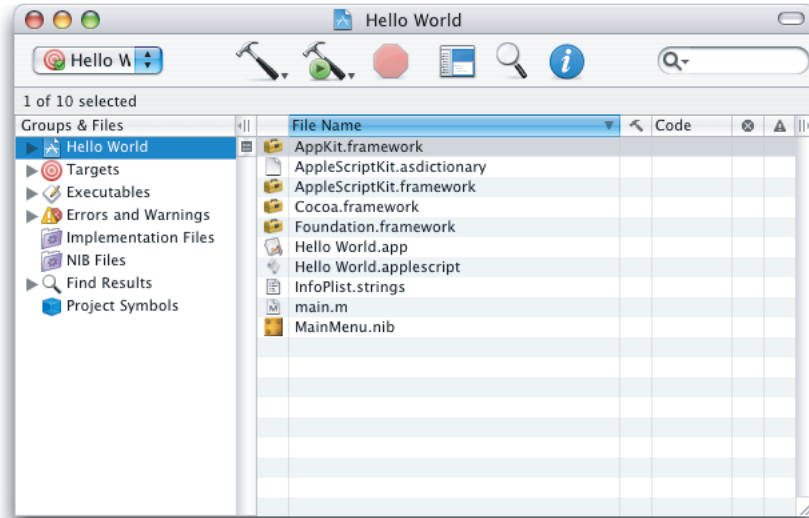 Hello World
Hello W
1 of 10 selected
Groups & Files
File Name
Code
Hello World
Targets
Executables
Errors and Warnings
Implementation Files
NIB Files
Find Results
Project Symbols
AppKit.framework
AppleScriptKit.asdictionary
AppleScriptKit.framework
Cocoa.framework
Foundation.framework
Hello World.app
Hello World.applescript
InfoPlist.strings
main.m
MainMenu.nib